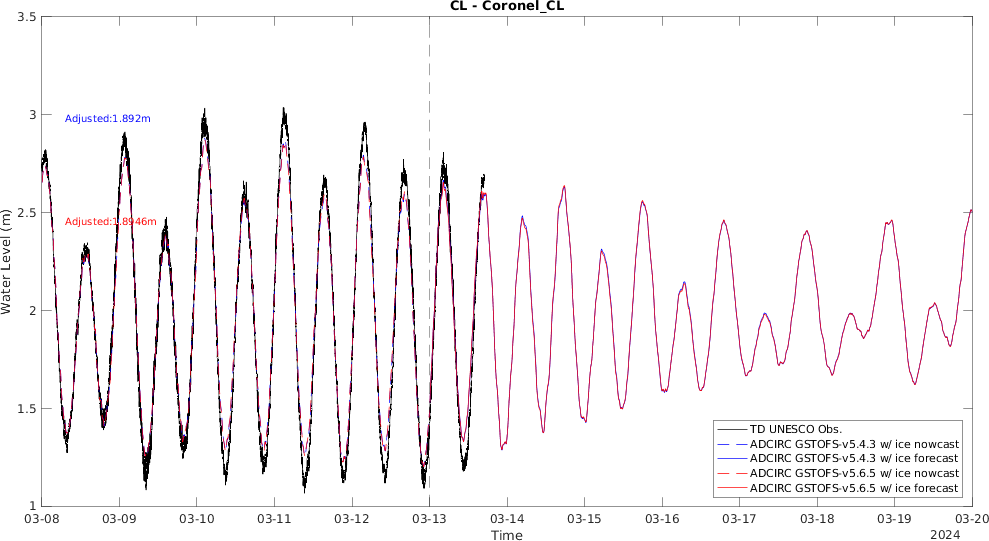 CL - Coronel_CL
3.5
3
2.5
2
1.5
1
Water Level (m)
Adjusted:1.892m
Adjusted:1.8946m
TD UNESCO Obs.
ADCIRC GSTOFS-v5.4.3 w/ ice nowcast
ADCIRC GSTOFS-v5.4.3 w/ ice forecast
ADCIRC GSTOFS-v5.6.5 w/ ice nowcast
ADCIRC GSTOFS-v5.6.5 w/ ice forecast
03-08 03-09 03-10 03-11 03-12 03-13 03-14 03-15 03-16 03-17 03-18 03-19 03-20
Time
2024